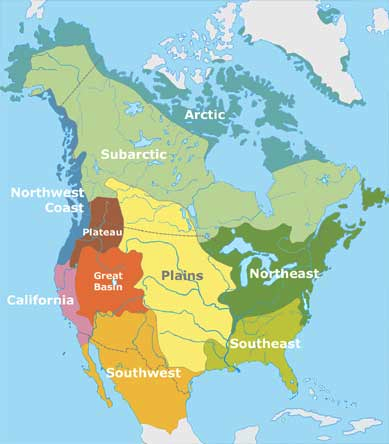 Arctic
Subarctic
Northwest
Coast
Plateau
Great
Basin
Plains
Northeast
California
Southeast
Southwest